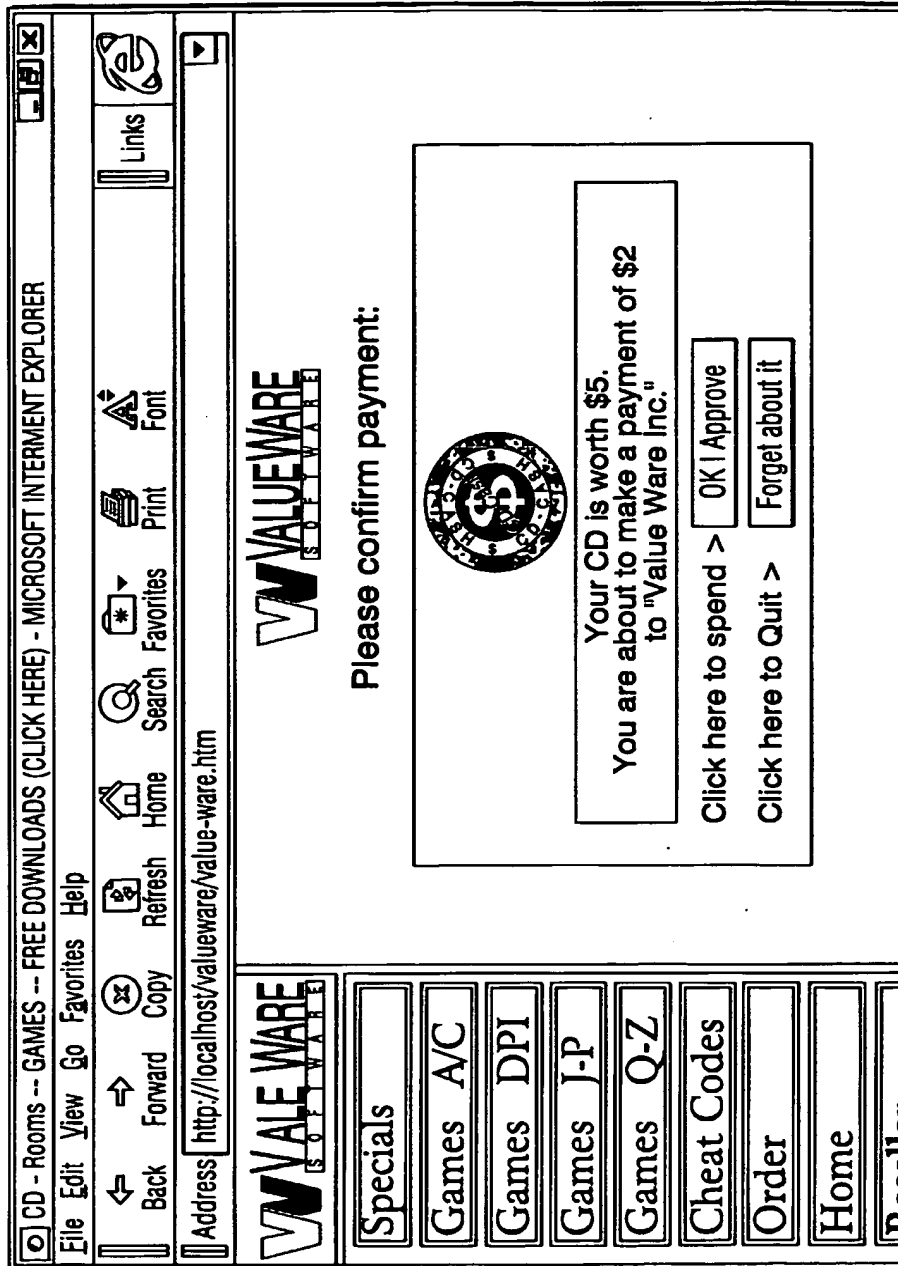 CD - Rooms -- GAMES -- FREE DOWNLOADS (CLICK HERE) - MICROSOFT INTERMENT EXPLORER
File Edit View Go Favorites Help
Back Forward Copy Refresh Home Search Favorites Print Font Links
Address http://localhost/valueware/value-ware.htm
VALE WARE
SOFTWARE
Specials
Games A/C
Games DPI
Games J-P
Games Q-Z
Cheat Codes
Order
Home
VALUEWARE
SOFTWARE
Please confirm payment:
Your CD is worth $5.
You are about to make a payment of $2
to "Value Ware Inc."
Click here to spend > OK I Approve
Click here to Quit > Forget about it